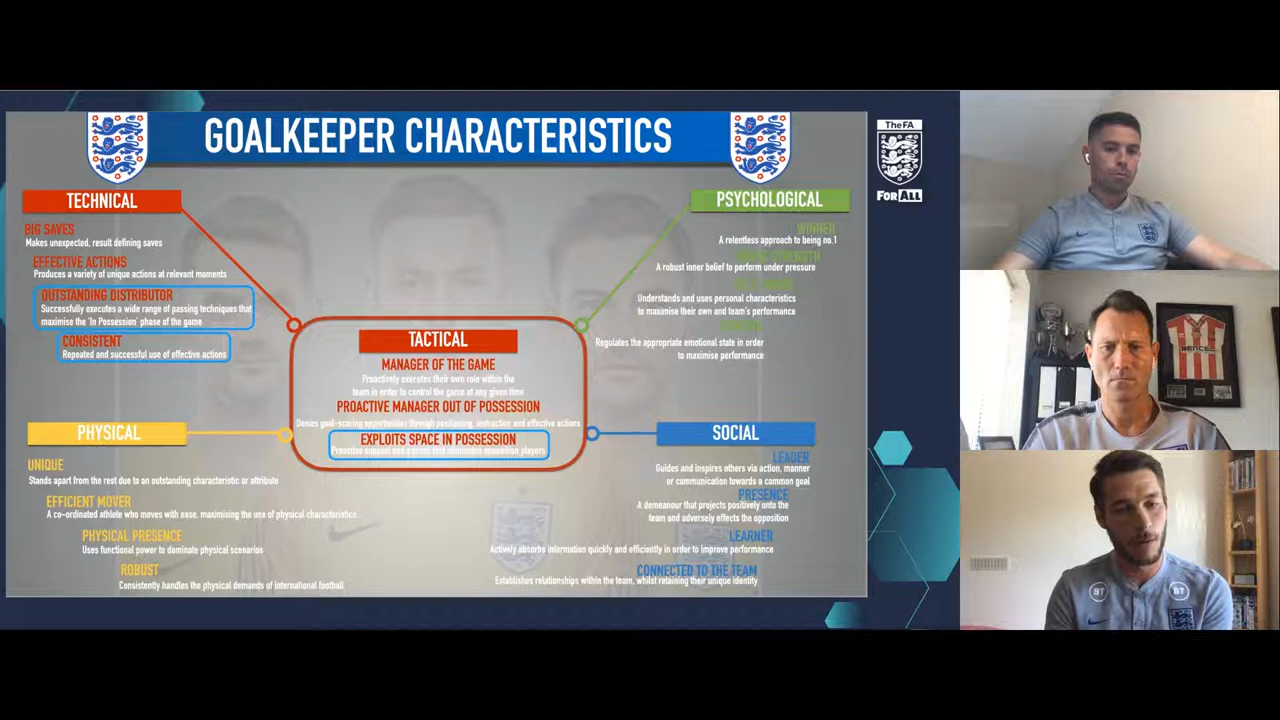 GOALKEEPER CHARACTERISTICS
TheFA
FOR ALL
TECHNICAL
BIG SAVES
Makes unexpected, result defining saves
EFFECTIVE ACTIONS
Produces a variety of unique actions at relevant moments
OUTSTANDING DISTRIBUTOR
Successfully executes a wide range of passing techniques that
maximise the 'In Possession' phase of the game
CONSISTENT
Repeated and successful use of effective actions
PSYCHOLOGICAL
WINNER
A relentless approach to being no.1
STRENGTH
A robust inner belief to perform under pressure
Understands and uses personal characteristics
to maximise their own and team's performance
Regulates the appropriate emotional state in order
to maximise performance
TACTICAL
MANAGER OF THE GAME
Proactively executes their own role within the
team in order to control the game at any given time
PROACTIVE MANAGER OUT OF POSSESSION
Denies goal-scoring opportunities through positioning, instruction and effective actions
EXPLOITS SPACE IN POSSESSION
Proactive support and passes that eliminates opposition players
PHYSICAL
UNIQUE
Stands apart from the rest due to an outstanding characteristic or attribute
EFFICIENT MOVER
A co-ordinated athlete who moves with ease, maximising the use of physical characteristics
PHYSICAL PRESENCE
Uses functional power to dominate physical scenarios
ROBUST
Consistently handles the physical demands of international football
SOCIAL
LEADER
Guides and inspires others via action, manner
or communication towards a common goal
PRESENCE
A demeanour that projects positively onto the
team and adversely effects the opposition
LEARNER
Actively absorbs information quickly and efficiently in order to improve performance
CONNECTED TO THE TEAM
Establishes relationships within the team, whilst retaining their unique identity
BT
BT